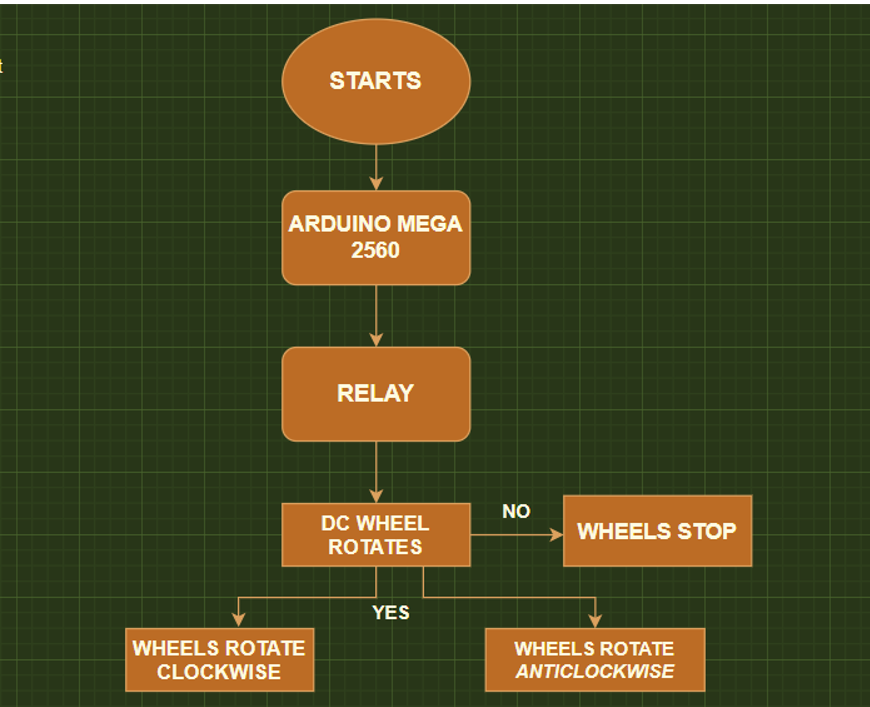 t
STARTS
ARDUINO MEGA
2560
RELAY
DC WHEEL
ROTATES
NO
WHEELS STOP
YES
WHEELS ROTATE
CLOCKWISE
WHEELS ROTATE
ANTICLOCKWISE